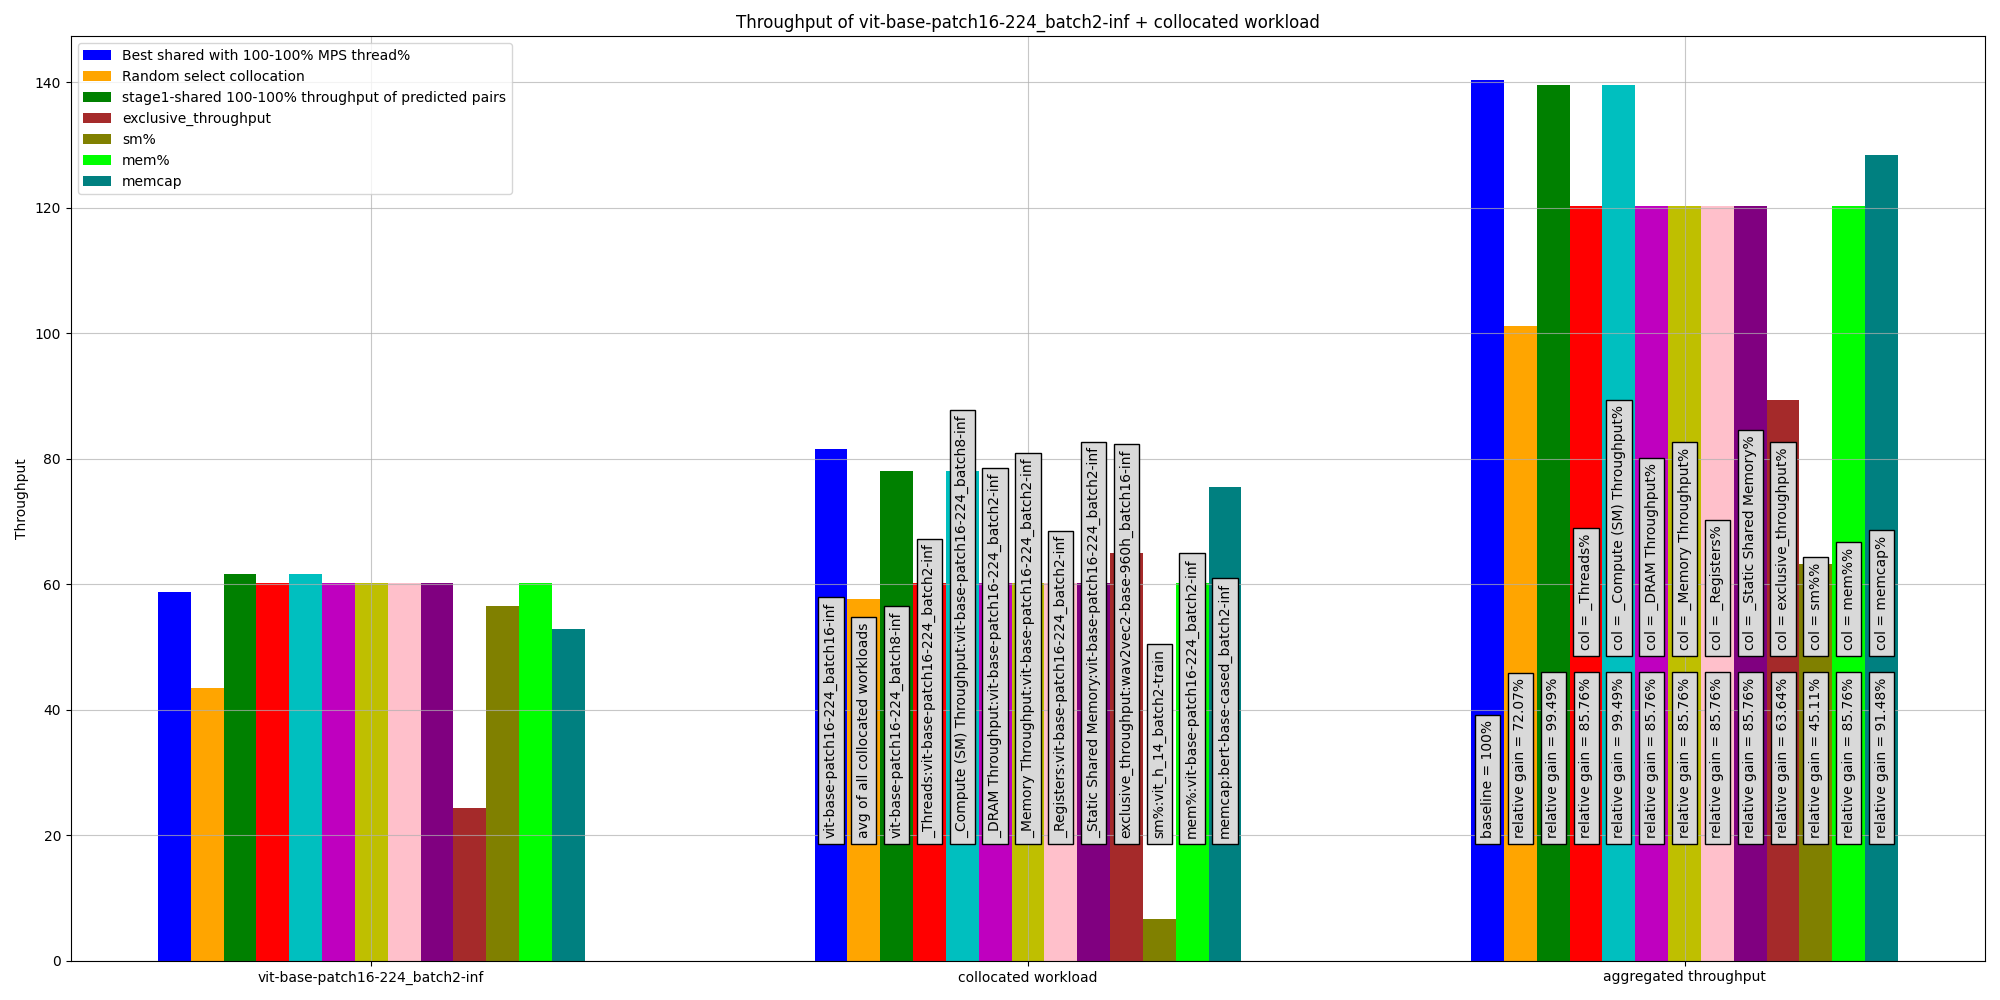 Throughput of vit-base-patch16-224_batch2-inf + collocated workload
Best shared with 100-100% MPS thread%
Random select collocation
stage1-shared 100-100% throughput of predicted pairs
exclusive_throughput
sm%
mem%
memcap
Throughput
140
120
100
80
60
40
20
0
vit-base-patch16-224_batch16-inf
avg of all collocated workloads
vit-base-patch16-224_batch8-inf
_Threads:vit-base-patch16-224_batch2-inf
_Compute (SM) Throughput:vit-base-patch16-224_batch8-inf
_DRAM Throughput:vit-base-patch16-224_batch2-inf
_Memory Throughput:vit-base-patch16-224_batch2-inf
_Registers:vit-base-patch16-224_batch2-inf
_Static Shared Memory:vit-base-patch16-224_batch2-inf
exclusive_throughput:wav2vec2-base-960h_batch16-inf
sm%:vit_h_14_batch2-train
mem%:vit-base-patch16-224_batch2-inf
memcap:bert-base-cased_batch2-inf
col = _Threads%
col = _Compute (SM) Throughput%
col = _DRAM Throughput%
col = _Memory Throughput%
col = _Registers%
col = _Static Shared Memory%
col = exclusive_throughput%
col = sm%%
col = mem%%
col = memcap%
baseline = 100%
relative gain = 72.07%
relative gain = 99.49%
relative gain = 85.76%
relative gain = 99.49%
relative gain = 85.76%
relative gain = 85.76%
relative gain = 85.76%
relative gain = 85.76%
relative gain = 63.64%
relative gain = 45.11%
relative gain = 85.76%
relative gain = 91.48%
vit-base-patch16-224_batch2-inf
collocated workload
aggregated throughput